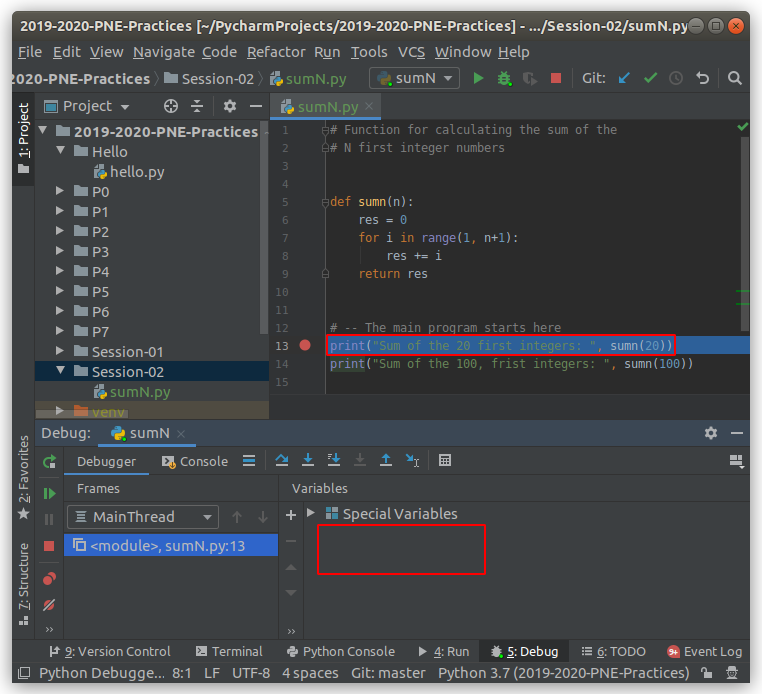 2019-2020-PNE-Practices [~/PycharmProjects/2019-2020-PNE-Practices] - .../Session-02/sumN.py
File Edit View Navigate Code Refactor Run Tools VCS Window Help
2020-PNE-Practices Session-02 sumN.py sumN Git:
1: Project
Project
sumN.py
2019-2020-PNE-Practices
Hello
hello.py
P0
P1
P2
P3
P4
P5
P6
P7
Session-01
Session-02
sumN.py
venv
1 # Function for calculating the sum of the
2 # N first integer numbers
3
4
5 def sumn(n):
6 res = 0
7 for i in range(1, n+1):
8 res += i
9 return res
10
11
12 # -- The main program starts here
13 print("Sum of the 20 first integers: ", sumn(20))
14 print("Sum of the 100, frist integers: ", sumn(100))
15
Debug: sumN
Debugger Console
Frames Variables
MainThread
Special Variables
<module>, sumN.py:13
2: Favorites
7: Structure
9: Version Control Terminal Python Console 4: Run 5: Debug 6: TODO 9+ Event Log
Python Debugge... 8:1 LF UTF-8 4 spaces Git: master Python 3.7 (2019-2020-PNE-Practices)